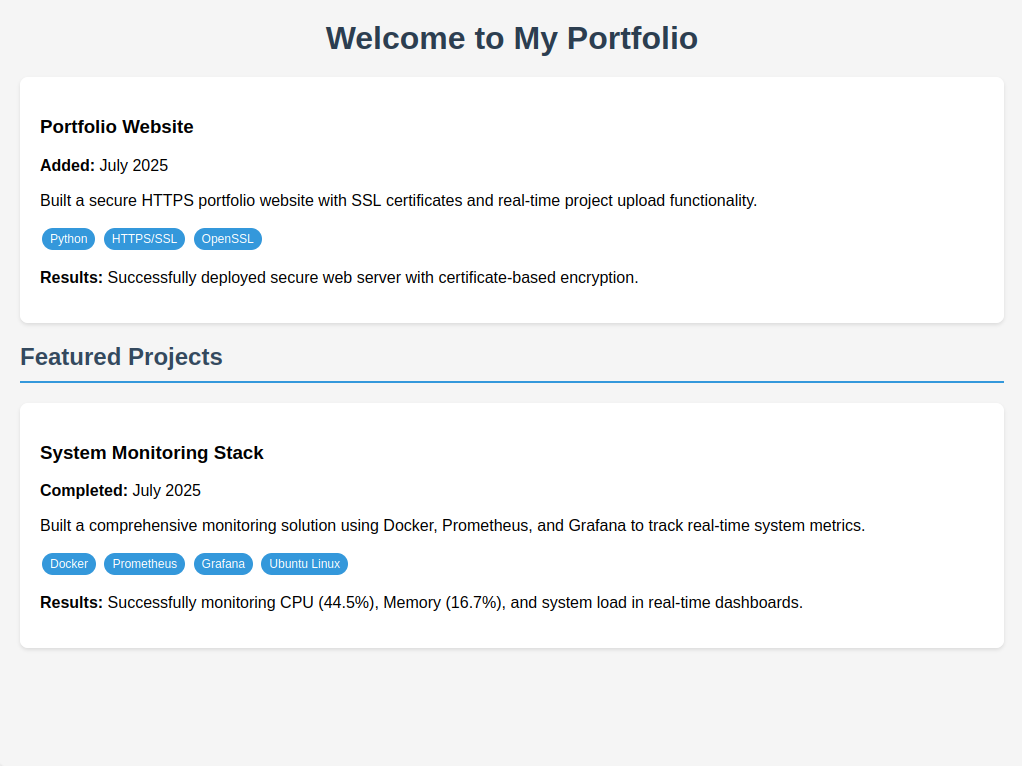 Welcome to My Portfolio
Portfolio Website
Added: July 2025
Built a secure HTTPS portfolio website with SSL certificates and real-time project upload functionality.
Python HTTPS/SSL OpenSSL
Results: Successfully deployed secure web server with certificate-based encryption.
Featured Projects
System Monitoring Stack
Completed: July 2025
Built a comprehensive monitoring solution using Docker, Prometheus, and Grafana to track real-time system metrics.
Docker Prometheus Grafana Ubuntu Linux
Results: Successfully monitoring CPU (44.5%), Memory (16.7%), and system load in real-time dashboards.